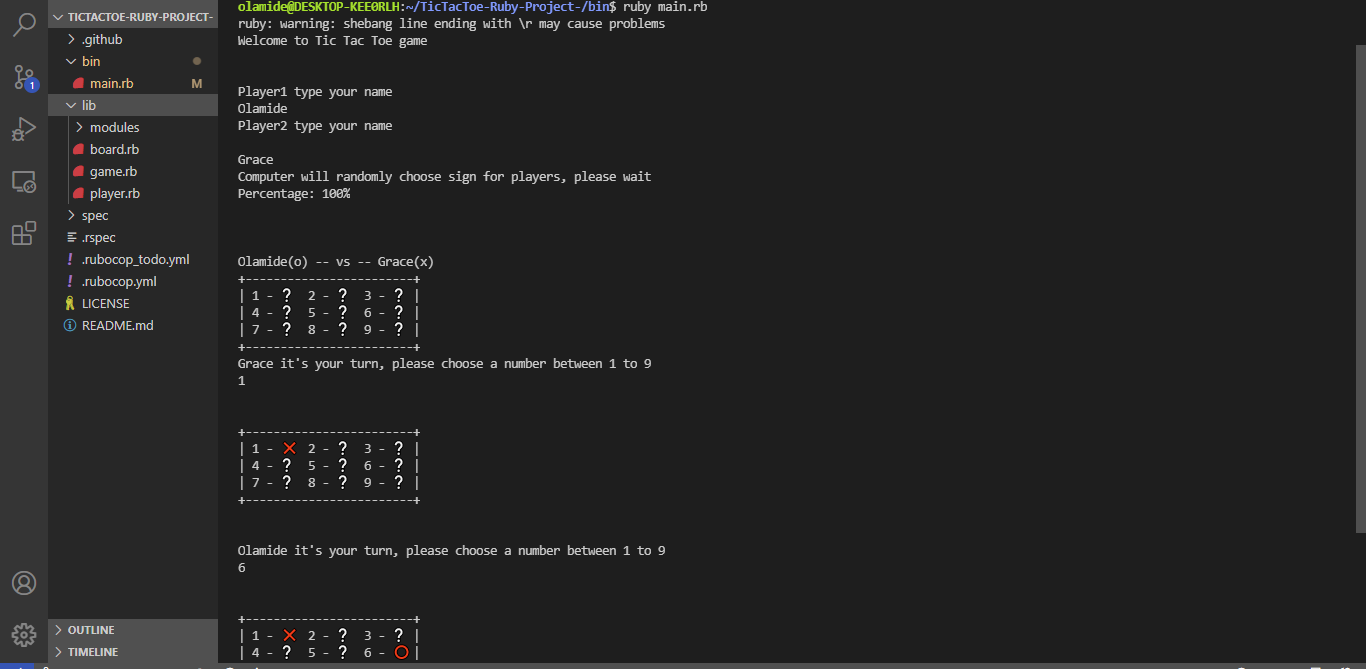 TICTACTOE-RUBY-PROJECT-
.github
bin
main.rb M
lib
modules
board.rb
game.rb
player.rb
spec
.rspec
.rubocop_todo.yml
.rubocop.yml
LICENSE
README.md
OUTLINE
TIMELINE
1
olamide@DESKTOP-KEE0RLH:~/TicTacToe-Ruby-Project-/bin$ ruby main.rb
ruby: warning: shebang line ending with \r may cause problems
Welcome to Tic Tac Toe game
Player1 type your name
Olamide
Player2 type your name
Grace
Computer will randomly choose sign for players, please wait
Percentage: 100%
Olamide(o) -- vs -- Grace(x)
+------------------------+
| 1 - ❔ 2 - ❔ 3 - ❔ |
| 4 - ❔ 5 - ❔ 6 - ❔ |
| 7 - ❔ 8 - ❔ 9 - ❔ |
+------------------------+
Grace it's your turn, please choose a number between 1 to 9
1
+------------------------+
| 1 - ❌ 2 - ❔ 3 - ❔ |
| 4 - ❔ 5 - ❔ 6 - ❔ |
| 7 - ❔ 8 - ❔ 9 - ❔ |
+------------------------+
Olamide it's your turn, please choose a number between 1 to 9
6
+------------------------+
| 1 - ❌ 2 - ❔ 3 - ❔ |
| 4 - ❔ 5 - ❔ 6 - ⭕ |